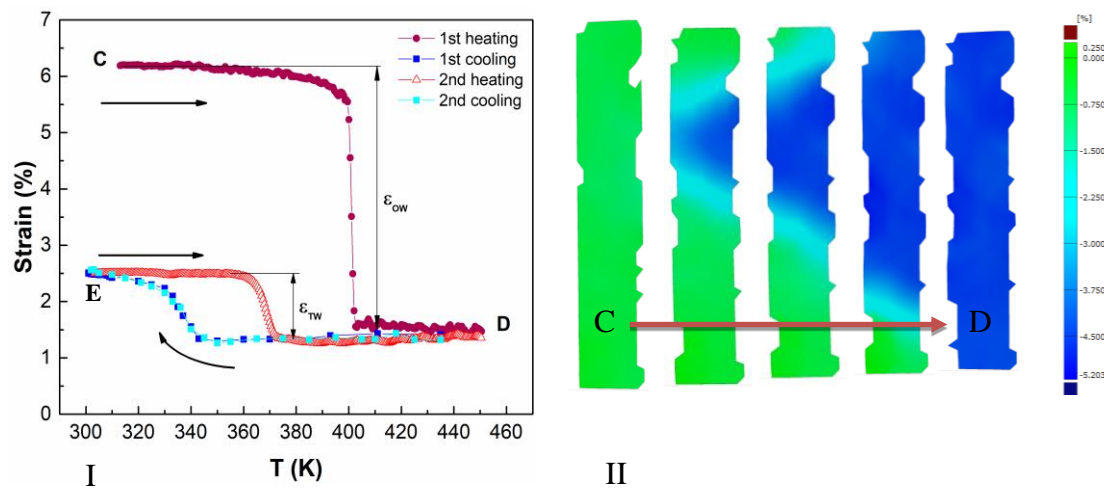 Strain (%)
7
6
5
4
3
2
1
0
C
1st heating
1st cooling
2nd heating
2nd cooling
εOW
εTW
E
D
300 320 340 360 380 400 420 440 460
T (K)
I
[%]
0.250
0.000
-0.750
-1.500
-2.250
-3.000
-3.750
-4.500
-5.203
C D
II